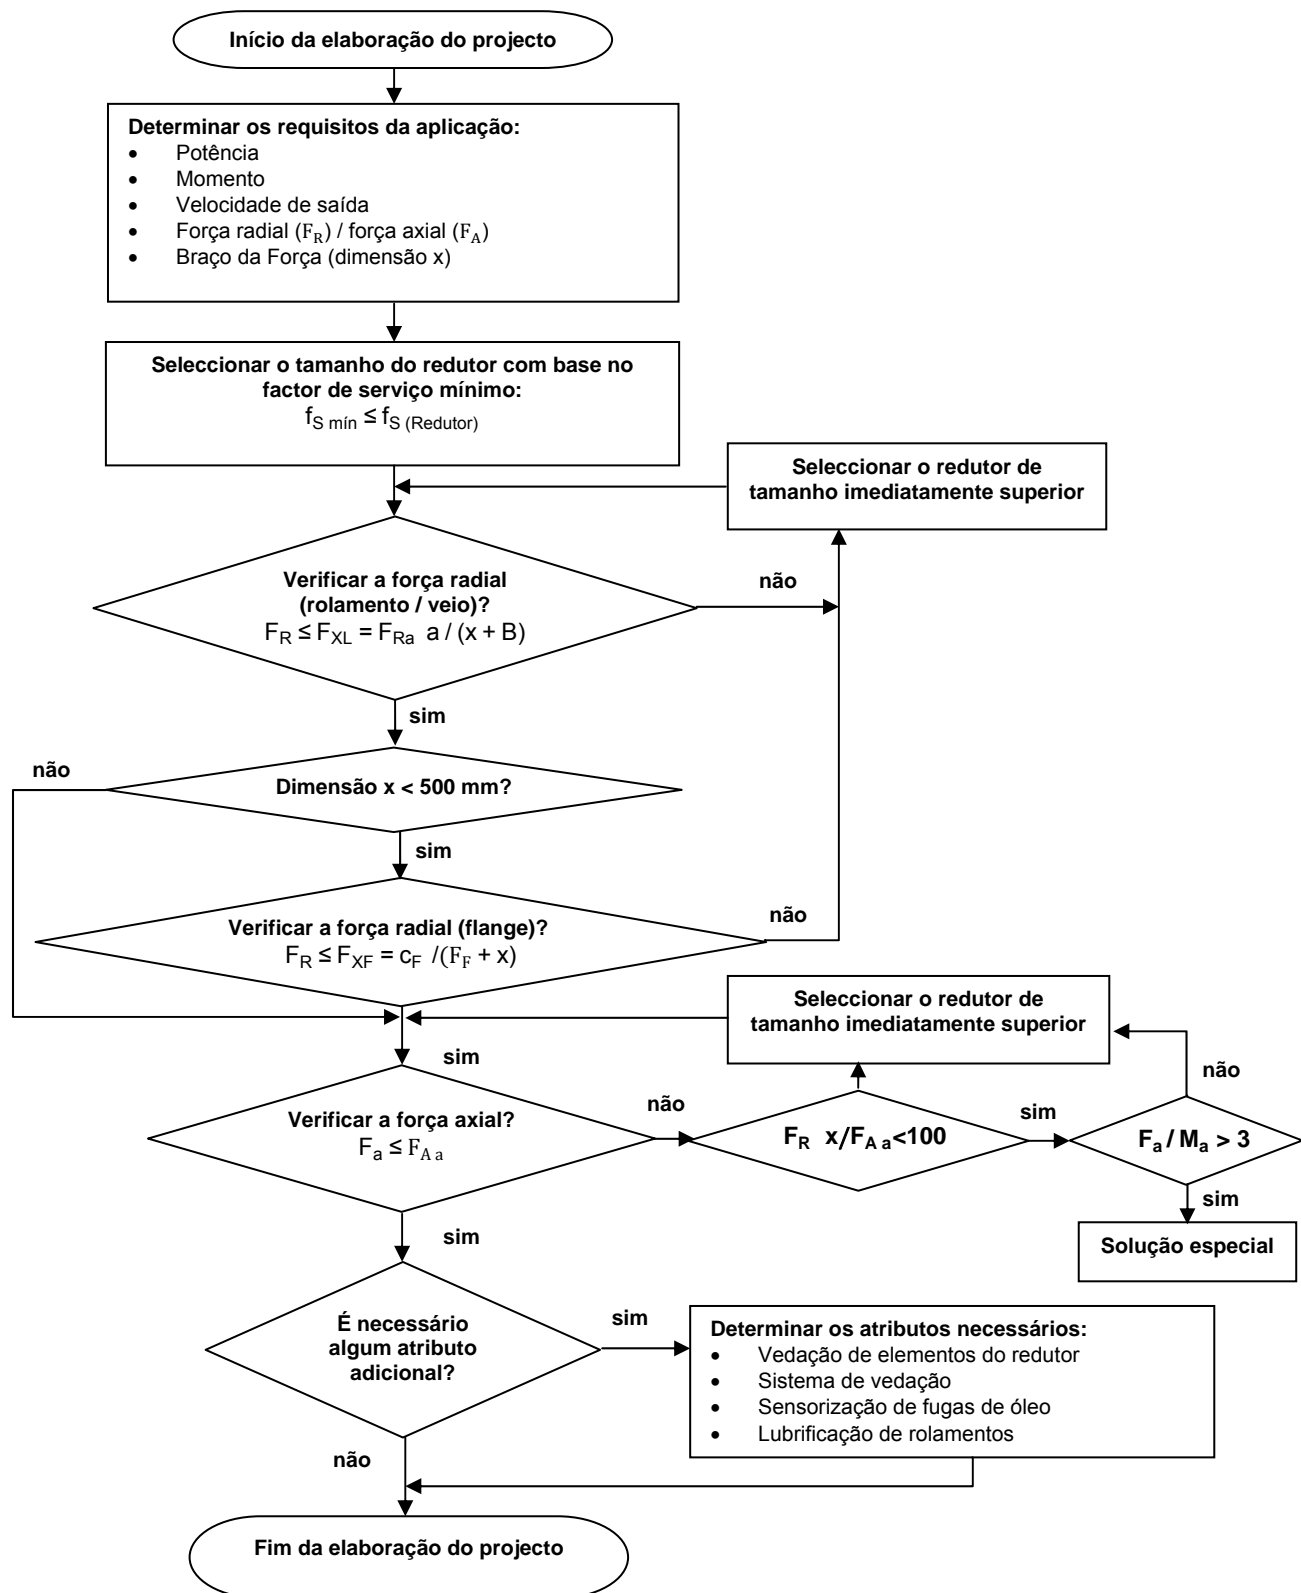 Início da elaboração do projecto
Determinar os requisitos da aplicação:
• Potência
• Momento
• Velocidade de saída
• Força radial (F_R) / força axial (F_A)
• Braço da Força (dimensão x)
Seleccionar o tamanho do redutor com base no
factor de serviço mínimo:
f_S mín ≤ f_S (Redutor)
Seleccionar o redutor de
tamanho imediatamente superior
Verificar a força radial
(rolamento / veio)?
F_R ≤ F_XL = F_Ra a / (x + B)
não
sim
não
Dimensão x < 500 mm?
sim
Verificar a força radial (flange)?
F_R ≤ F_XF = c_F /(F_F + x)
não
Seleccionar o redutor de
tamanho imediatamente superior
sim
não
Verificar a força axial?
F_a ≤ F_A a
não
F_R x/F_A a<100
sim
F_a / M_a > 3
sim
Solução especial
sim
É necessário
algum atributo
adicional?
sim
Determinar os atributos necessários:
• Vedação de elementos do redutor
• Sistema de vedação
• Sensorização de fugas de óleo
• Lubrificação de rolamentos
não
Fim da elaboração do projecto